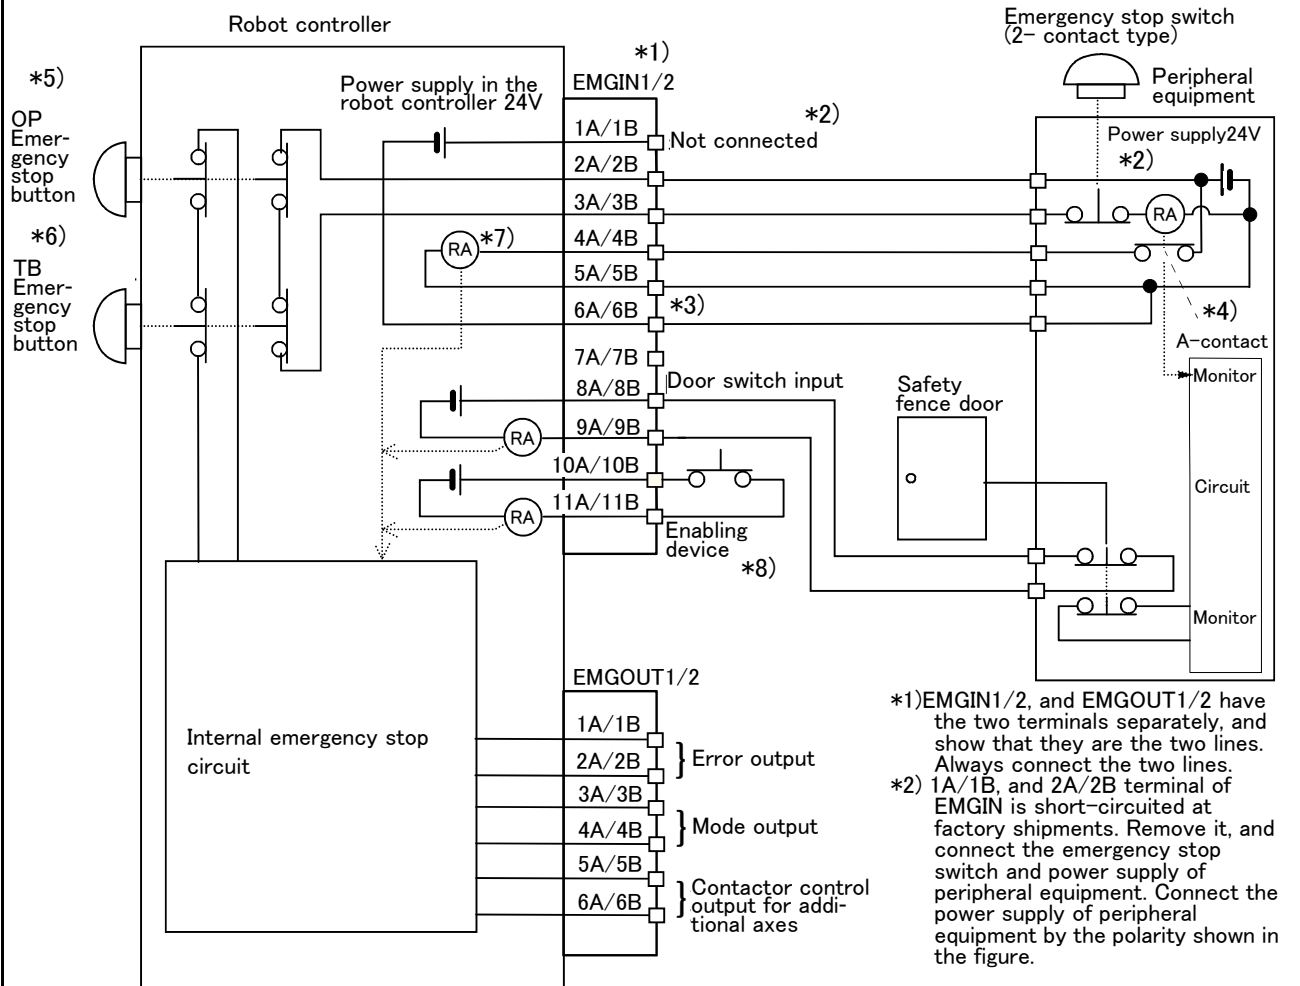 Robot controller
Emergency stop switch
(2- contact type)
*1)
*5)
Power supply in the
robot controller 24V
EMGIN1/2
Peripheral
equipment
*2)
OP
Emer-
gency
stop
button
1A/1B
Not connected
Power supply24V
*2)
2A/2B
3A/3B
RA
*6)
RA
*7)
4A/4B
TB
Emer-
gency
stop
button
5A/5B
6A/6B
*3)
*4)
A-contact
7A/7B
Monitor
8A/8B
Door switch input
Safety
fence door
RA
9A/9B
10A/10B
Circuit
RA
11A/11B
Enabling
device
*8)
Monitor
EMGOUT1/2
Internal emergency stop
circuit
1A/1B
2A/2B
Error output
3A/3B
4A/4B
Mode output
5A/5B
6A/6B
Contactor control
output for addi-
tional axes
*1)EMGIN1/2, and EMGOUT1/2 have
the two terminals separately, and
show that they are the two lines.
Always connect the two lines.
*2) 1A/1B, and 2A/2B terminal of
EMGIN is short-circuited at
factory shipments. Remove it, and
connect the emergency stop
switch and power supply of
peripheral equipment. Connect the
power supply of peripheral
equipment by the polarity shown in
the figure.